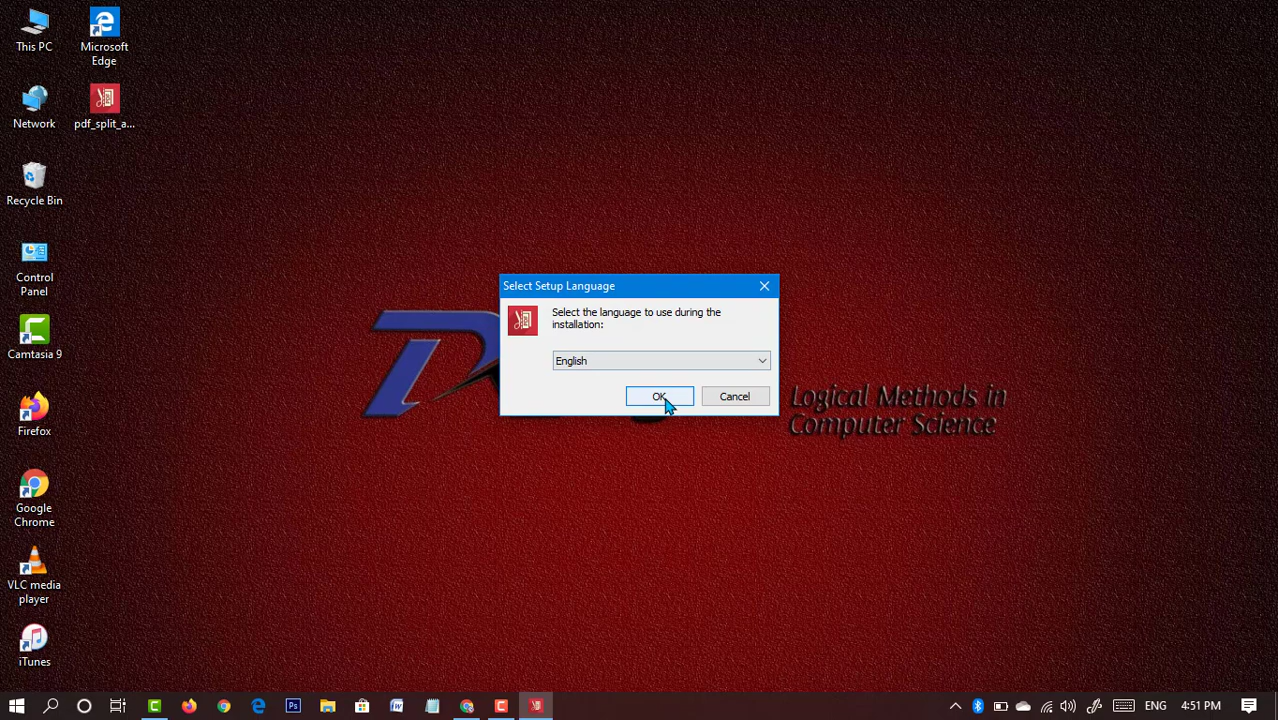 This PC
Microsoft
Edge
Network
pdf_split_a...
Recycle Bin
Control
Panel
Camtasia 9
Firefox
Google
Chrome
VLC media
player
iTunes
Select Setup Language
Select the language to use during the
installation:
English
OK
Cancel
Logical Methods in
Computer Science
ENG
4:51 PM